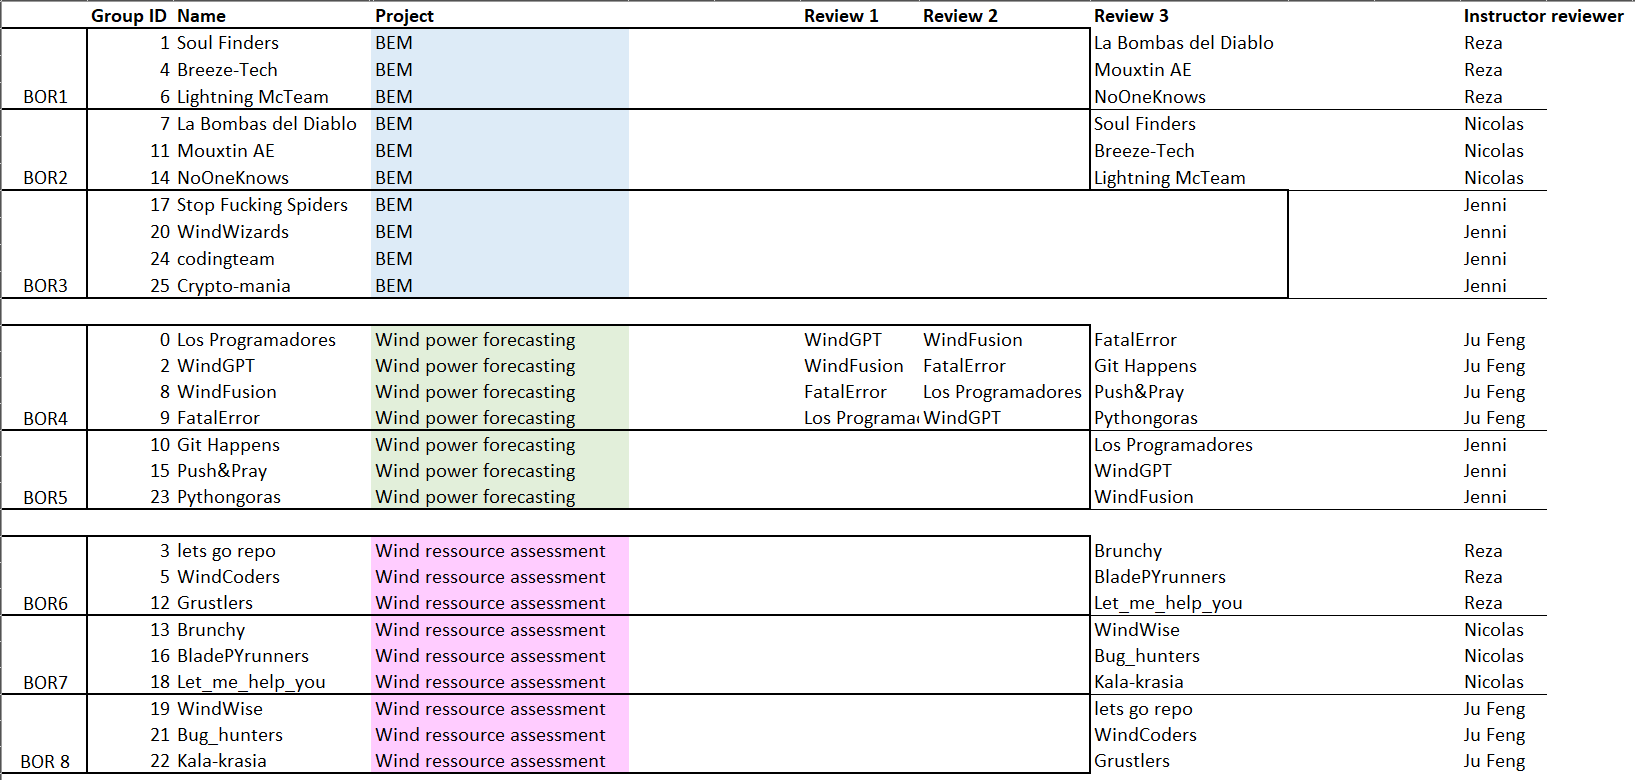 Group ID Name Project Review 1 Review 2 Review 3 Instructor reviewer
1 Soul Finders BEM La Bombas del Diablo Reza
4 Breeze-Tech BEM Mouxtin AE Reza
BOR1 6 Lightning McTeam BEM NoOneKnows Reza
7 La Bombas del Diablo BEM Soul Finders Nicolas
11 Mouxtin AE BEM Breeze-Tech Nicolas
BOR2 14 NoOneKnows BEM Lightning McTeam Nicolas
17 Stop Fucking Spiders BEM Jenni
20 WindWizards BEM Jenni
24 codingteam BEM Jenni
BOR3 25 Crypto-mania BEM Jenni
0 Los Programadores Wind power forecasting WindGPT WindFusion FatalError Ju Feng
2 WindGPT Wind power forecasting WindFusion FatalError Git Happens Ju Feng
8 WindFusion Wind power forecasting FatalError Los Programadores Push&Pray Ju Feng
BOR4 9 FatalError Wind power forecasting Los Programa WindGPT Pythongoras Ju Feng
10 Git Happens Wind power forecasting Los Programadores Jenni
15 Push&Pray Wind power forecasting WindGPT Jenni
BOR5 23 Pythongoras Wind power forecasting WindFusion Jenni
3 lets go repo Wind ressource assessment Brunchy Reza
5 WindCoders Wind ressource assessment BladePYrunners Reza
BOR6 12 Grustlers Wind ressource assessment Let_me_help_you Reza
13 Brunchy Wind ressource assessment WindWise Nicolas
16 BladePYrunners Wind ressource assessment Bug_hunters Nicolas
BOR7 18 Let_me_help_you Wind ressource assessment Kala-krasia Nicolas
19 WindWise Wind ressource assessment lets go repo Ju Feng
21 Bug_hunters Wind ressource assessment WindCoders Ju Feng
BOR 8 22 Kala-krasia Wind ressource assessment Grustlers Ju Feng